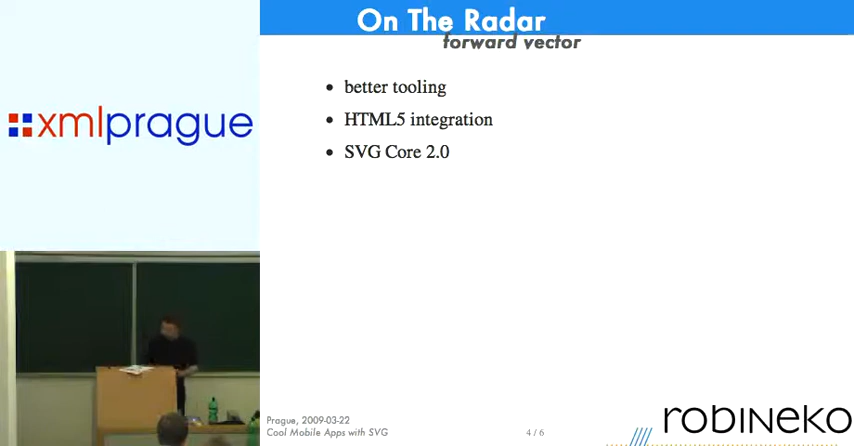 On The Radar
forward vector
xmlprague
• better tooling
• HTML5 integration
• SVG Core 2.0
Prague, 2009-03-22
Cool Mobile Apps with SVG
4 / 6
robineko